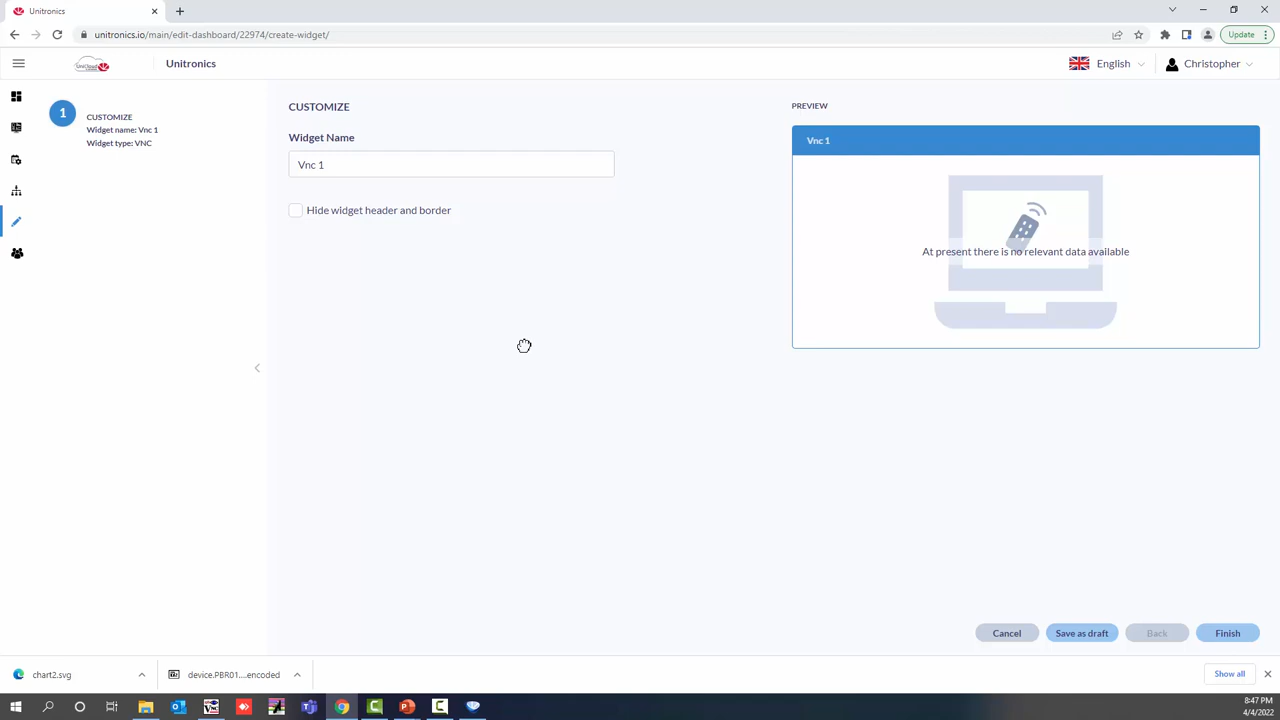 Unitronics
unitronics.io/main/edit-dashboard/22974/create-widget/
Update
UniCloud
Unitronics
English
Christopher
1
CUSTOMIZE
Widget name: Vnc 1
Widget type: VNC
CUSTOMIZE
Widget Name
Vnc 1
Hide widget header and border
PREVIEW
Vnc 1
At present there is no relevant data available
Cancel
Save as draft
Back
Finish
chart2.svg
device.PBR01....encoded
Show all
8:47 PM
4/4/2022